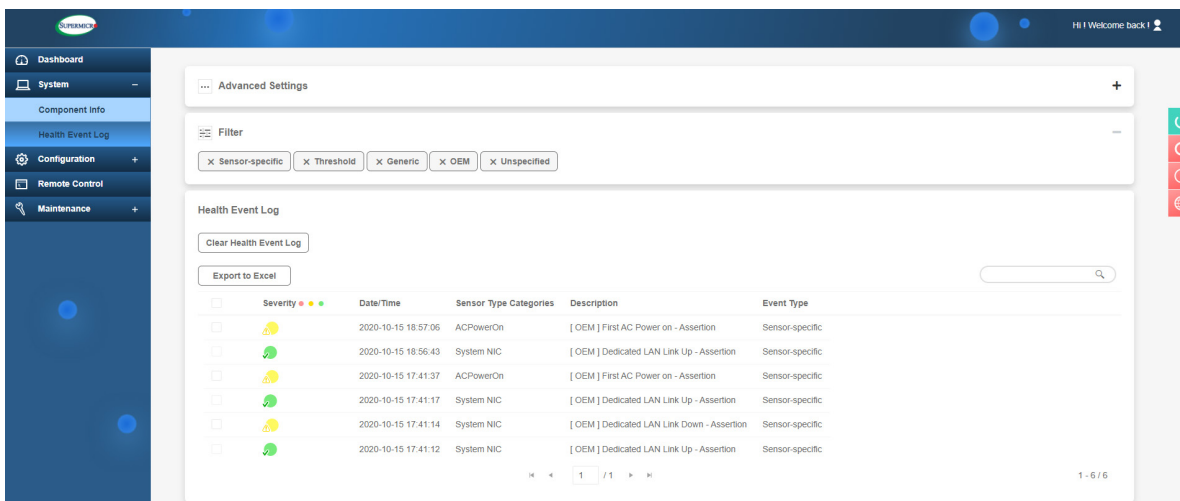 SUPERMICR
Hi ! Welcome back !
Dashboard
System
Component Info
Health Event Log
Configuration
Remote Control
Maintenance
Advanced Settings
Filter
Sensor-specific Threshold Generic OEM Unspecified
Health Event Log
Clear Health Event Log
Export to Excel
Severity Date/Time Sensor Type Categories Description Event Type
2020-10-15 18:57:06 ACPowerOn [ OEM ] First AC Power on - Assertion Sensor-specific
2020-10-15 18:56:43 System NIC [ OEM ] Dedicated LAN Link Up - Assertion Sensor-specific
2020-10-15 17:41:37 ACPowerOn [ OEM ] First AC Power on - Assertion Sensor-specific
2020-10-15 17:41:17 System NIC [ OEM ] Dedicated LAN Link Up - Assertion Sensor-specific
2020-10-15 17:41:14 System NIC [ OEM ] Dedicated LAN Link Down - Assertion Sensor-specific
2020-10-15 17:41:12 System NIC [ OEM ] Dedicated LAN Link Up - Assertion Sensor-specific
1 / 1
1 - 6 / 6